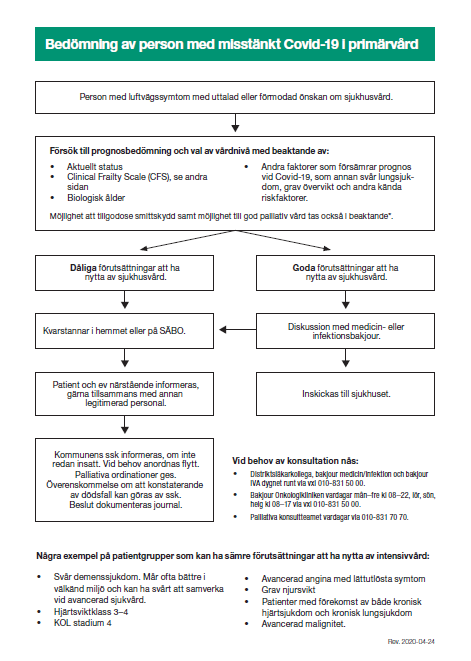 Bedömning av person med misstänkt Covid-19 i primärvård
Person med luftvägssymtom med uttalad eller förmodad önskan om sjukhusvård.
Försök till prognosbedömning och val av vårdnivå med beaktande av:
• Aktuellt status
• Clinical Frailty Scale (CFS), se andra
sidan
• Biologisk ålder
• Andra faktorer som försämrar prognos
vid Covid-19, som annan svår lungsjuk-
dom, grav övervikt och andra kända
riskfaktorer.
Möjlighet att tillgodose smittskydd samt möjlighet till god palliativ vård tas också i beaktande*.
Dåliga förutsättningar att ha
nytta av sjukhusvård.
Goda förutsättningar att ha
nytta av sjukhusvård.
Kvarstannar i hemmet eller på SÄBO.
Diskussion med medicin- eller
infektionsbakjour.
Patient och ev närstående informeras,
gärna tillsammans med annan
legitimerad personal.
Inskickas till sjukhuset.
Kommunens ssk informeras, om inte
redan insatt. Vid behov anordnas flytt.
Palliativa ordinationer ges.
Överenskommelse om att konstaterande
av dödsfall kan göras av ssk.
Beslut dokumenteras journal.
Vid behov av konsultation nås:
• Distriktsläkarkollega, bakjour medicin/infektion och bakjour
IVA dygnet runt via vxl 010-831 50 00.
• Bakjour Onkologikliniken vardagar mån–fre kl 08–22, lör, sön,
helg kl 08–17 via vxl 010-831 50 00.
• Palliativa konsultteamet vardagar via 010-831 70 70.
Några exempel på patientgrupper som kan ha sämre förutsättningar att ha nytta av intensivvård:
• Svår demenssjukdom. Mår ofta bättre i
välkänd miljö och kan ha svårt att samverka
vid avancerad sjukvård.
• Hjärtsviktklass 3–4
• KOL stadium 4
• Avancerad angina med lättutlösta symtom
• Grav njursvikt
• Patienter med förekomst av både kronisk
hjärtsjukdom och kronisk lungsjukdom
• Avancerad malignitet.
Rev. 2020-04-24